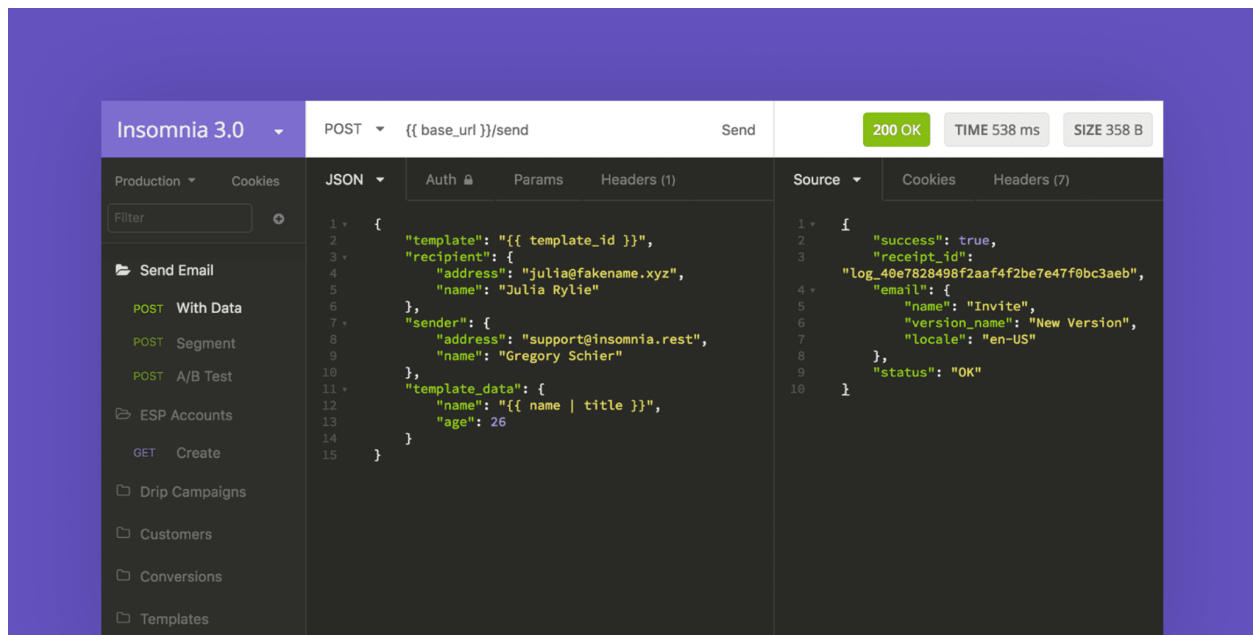 Insomnia 3.0
POST {{ base_url }}/send Send
200 OK TIME 538 ms SIZE 358 B
Production Cookies
Filter
Send Email
POST With Data
POST Segment
POST A/B Test
ESP Accounts
GET Create
Drip Campaigns
Customers
Conversions
Templates
JSON Auth Params Headers (1)
1 {
2 "template": "{{ template_id }}",
3 "recipient": {
4 "address": "julia@fakename.xyz",
5 "name": "Julia Rylie"
6 },
7 "sender": {
8 "address": "support@insomnia.rest",
9 "name": "Gregory Schier"
10 },
11 "template_data": {
12 "name": "{{ name | title }}",
13 "age": 26
14 }
15 }
Source Cookies Headers (7)
1 {
2 "success": true,
3 "receipt_id":
"log_40e7828498f2aaf4f2be7e47f0bc3aeb",
4 "email": {
5 "name": "Invite",
6 "version_name": "New Version",
7 "locale": "en-US"
8 },
9 "status": "OK"
10 }